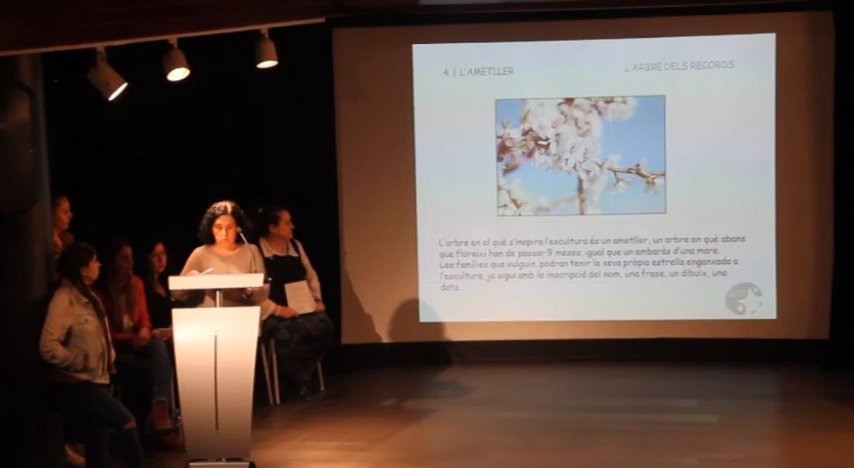 4 | L'AMETLLER
L'ARBRE DELS RECORDS
L'arbre en el què s'inspira l'escultura és un ametller, un arbre en què abans
que floreixi han de passar 9 mesos, igual que un embaràs d'una mare.
Les famílies que vulguin, podran tenir la seva pròpia estrella enganxada a
l'escultura, ja sigui amb la inscripció del nom, una frase, un dibuix, una
data...